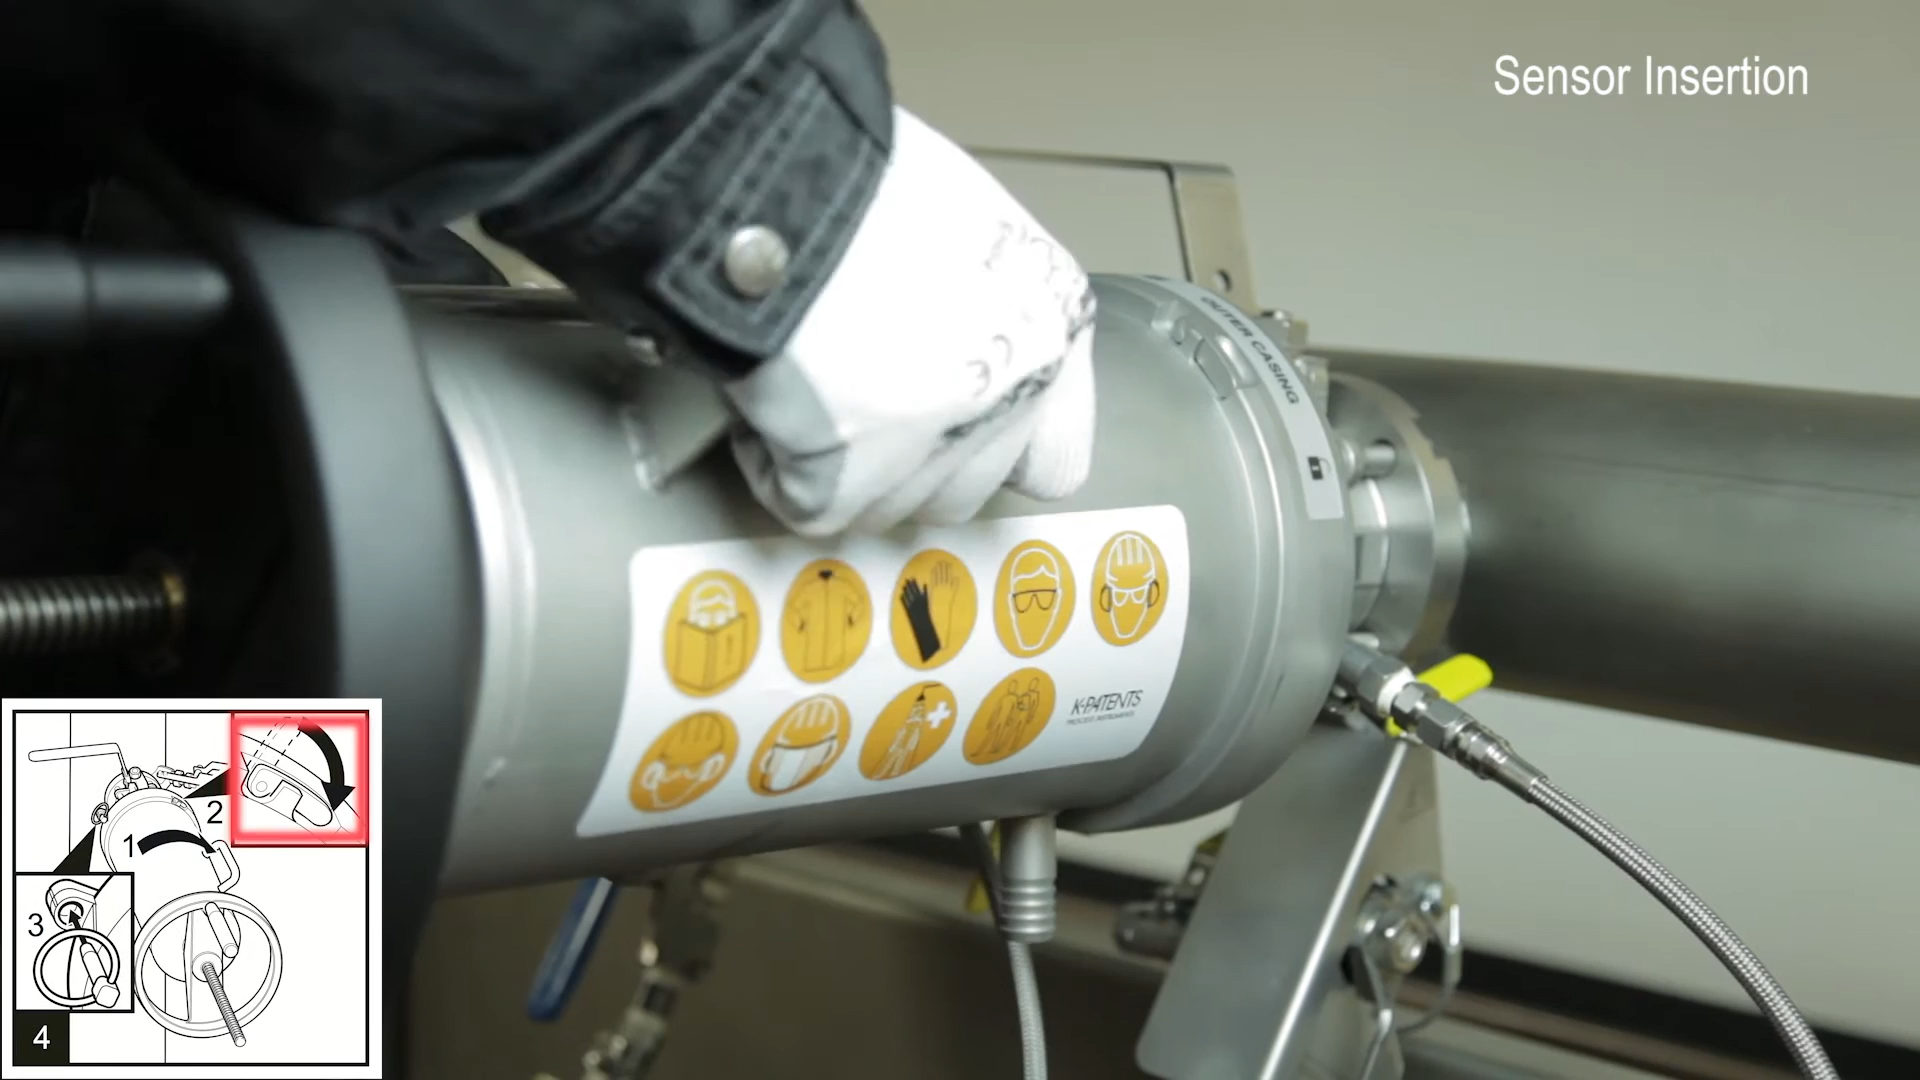 Sensor Insertion
OUTER CASING
K-PATENTS
PROCESS INSTRUMENTS
2
1
3
4